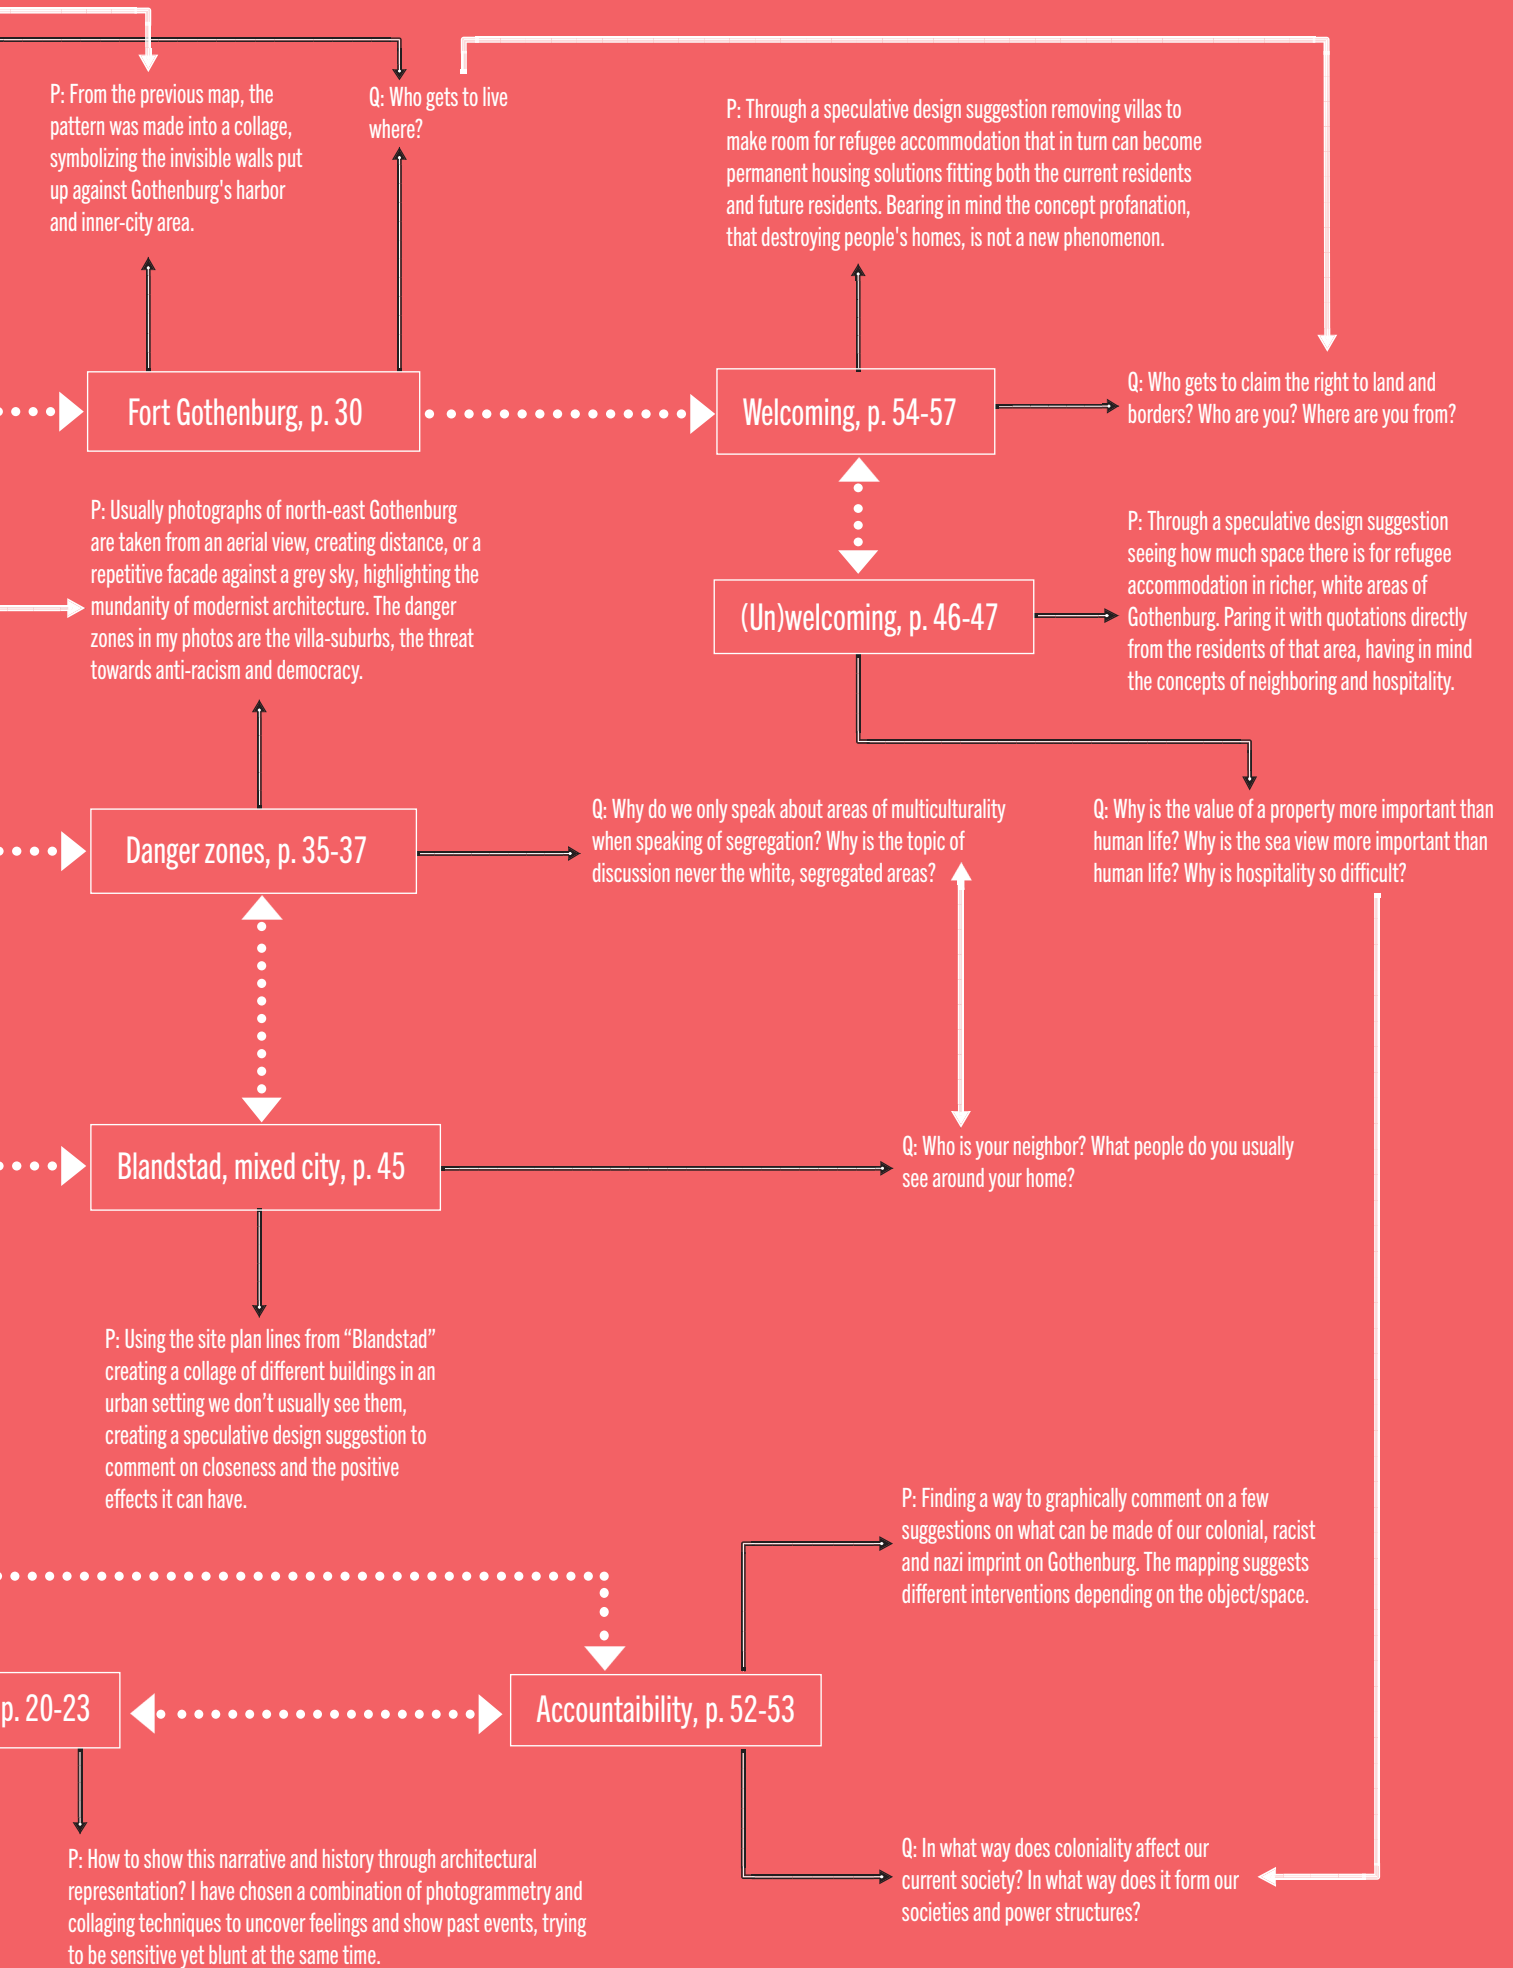 P: From the previous map, the
pattern was made into a collage,
symbolizing the invisible walls put
up against Gothenburg's harbor
and inner-city area.
Q: Who gets to live
where?
P: Through a speculative design suggestion removing villas to
make room for refugee accommodation that in turn can become
permanent housing solutions fitting both the current residents
and future residents. Bearing in mind the concept profanation,
that destroying people's homes, is not a new phenomenon.
Fort Gothenburg, p. 30
Welcoming, p. 54-57
Q: Who gets to claim the right to land and
borders? Who are you? Where are you from?
P: Usually photographs of north-east Gothenburg
are taken from an aerial view, creating distance, or a
repetitive facade against a grey sky, highlighting the
mundanity of modernist architecture. The danger
zones in my photos are the villa-suburbs, the threat
towards anti-racism and democracy.
(Un)welcoming, p. 46-47
P: Through a speculative design suggestion
seeing how much space there is for refugee
accommodation in richer, white areas of
Gothenburg. Paring it with quotations directly
from the residents of that area, having in mind
the concepts of neighboring and hospitality.
Danger zones, p. 35-37
Q: Why do we only speak about areas of multiculturality
when speaking of segregation? Why is the topic of
discussion never the white, segregated areas?
Q: Why is the value of a property more important than
human life? Why is the sea view more important than
human life? Why is hospitality so difficult?
Blandstad, mixed city, p. 45
Q: Who is your neighbor? What people do you usually
see around your home?
P: Using the site plan lines from “Blandstad”
creating a collage of different buildings in an
urban setting we don’t usually see them,
creating a speculative design suggestion to
comment on closeness and the positive
effects it can have.
P: Finding a way to graphically comment on a few
suggestions on what can be made of our colonial, racist
and nazi imprint on Gothenburg. The mapping suggests
different interventions depending on the object/space.
p. 20-23
Accountaibility, p. 52-53
Q: In what way does coloniality affect our
current society? In what way does it form our
societies and power structures?
P: How to show this narrative and history through architectural
representation? I have chosen a combination of photogrammetry and
collaging techniques to uncover feelings and show past events, trying
to be sensitive yet blunt at the same time.